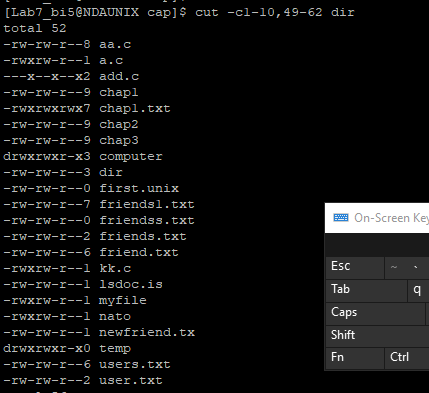 [Lab7_bi5@NDAUNIX cap]$ cut -c1-10,49-62 dir
total 52
-rw-rw-r--8 aa.c
-rwxrw-r--1 a.c
---x--x--x2 add.c
-rw-rw-r--9 chap1
-rwxrwxrwx7 chap1.txt
-rw-rw-r--9 chap2
-rw-rw-r--9 chap3
drwxrwxr-x3 computer
-rw-rw-r--3 dir
-rw-rw-r--0 first.unix
-rw-rw-r--7 friends1.txt
-rw-rw-r--0 friendss.txt
-rw-rw-r--2 friends.txt
-rw-rw-r--6 friend.txt
-rwxrw-r--1 kk.c
-rw-rw-r--1 lsdoc.is
-rwxrw-r--1 myfile
-rwxrw-r--1 nato
-rw-rw-r--1 newfriend.tx
drwxrwxr-x0 temp
-rw-rw-r--6 users.txt
-rw-rw-r--2 user.txt
On-Screen Key
Esc ~ `
Tab q
Caps
Shift
Fn Ctrl